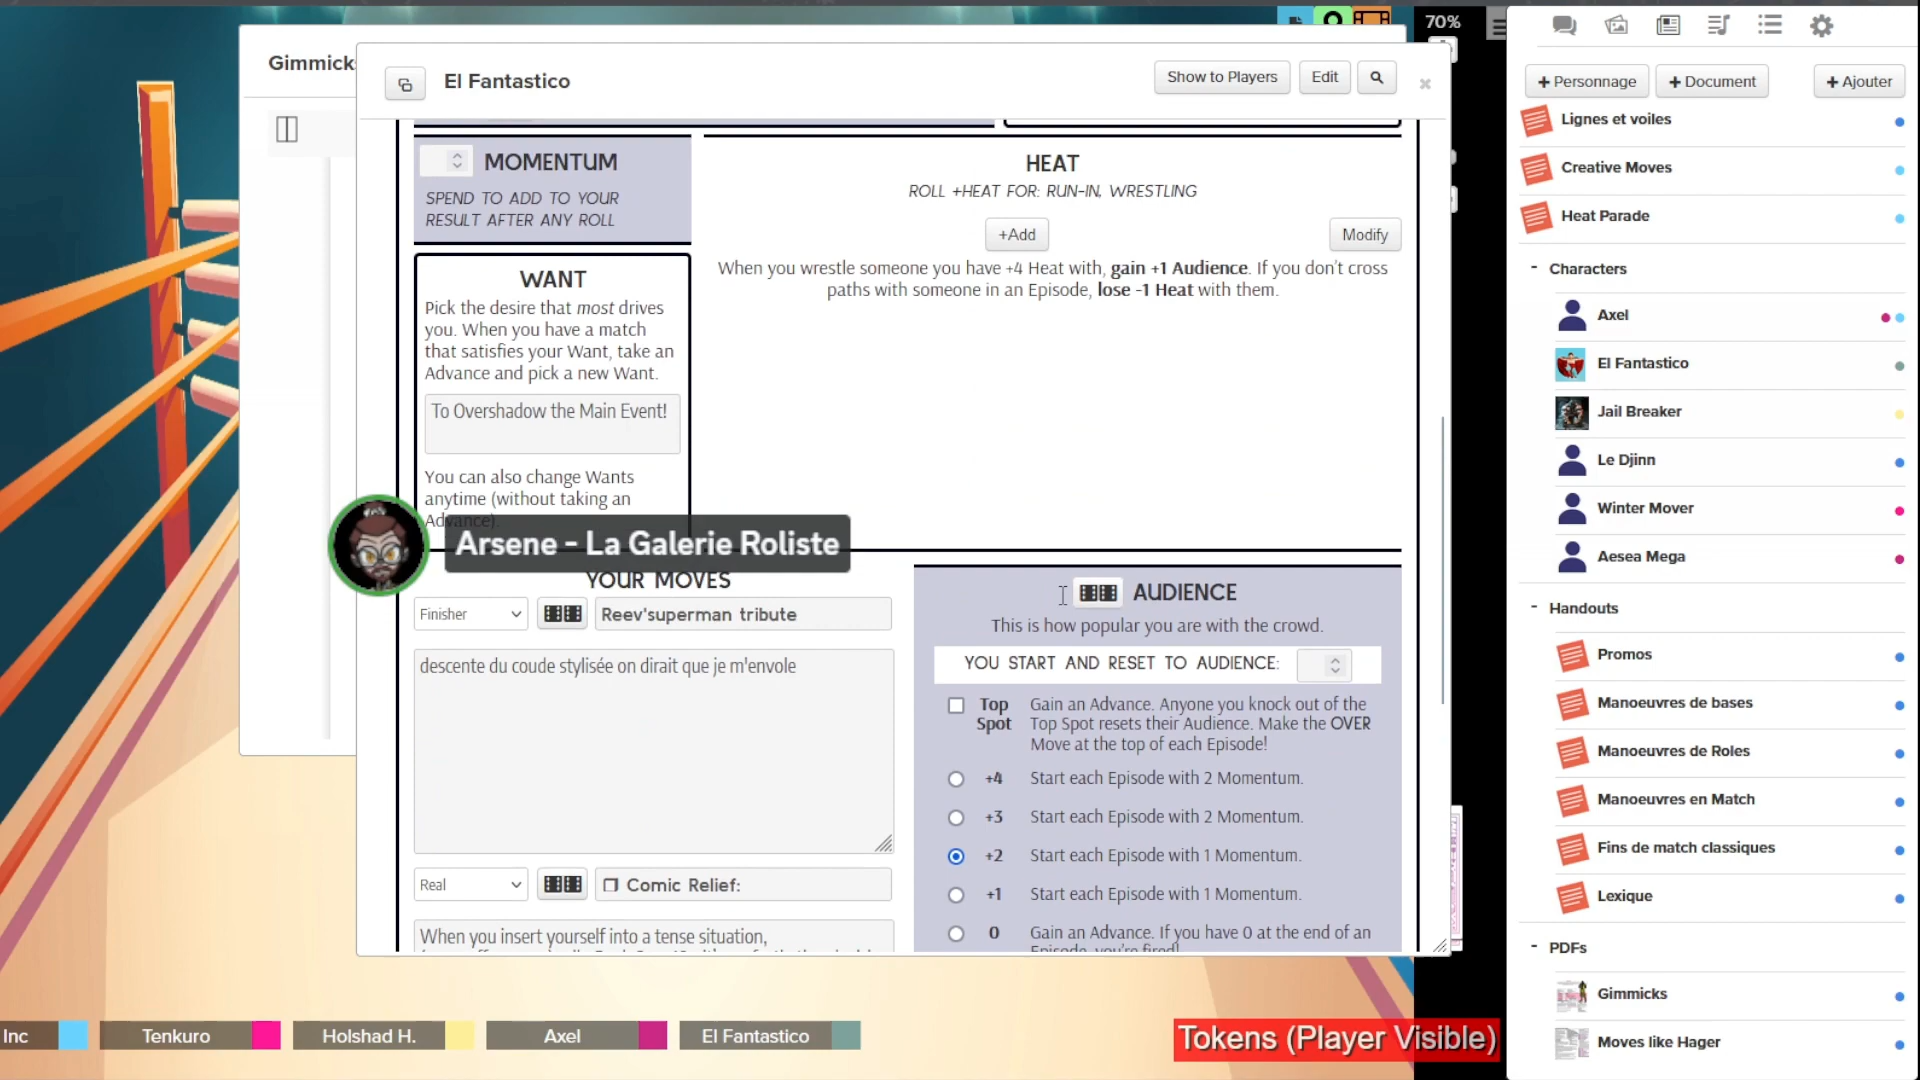 70%
Gimmicks
El Fantastico
Show to Players
Edit
+ Personnage
+ Document
+ Ajouter
MOMENTUM
SPEND TO ADD TO YOUR
RESULT AFTER ANY ROLL
HEAT
ROLL +HEAT FOR: RUN-IN, WRESTLING
+Add
Modify
When you wrestle someone you have +4 Heat with, gain +1 Audience. If you don't cross
paths with someone in an Episode, lose -1 Heat with them.
WANT
Pick the desire that most drives
you. When you have a match
that satisfies your Want, take an
Advance and pick a new Want.
To Overshadow the Main Event!
You can also change Wants
anytime (without taking an
Advance).
Arsene - La Galerie Roliste
YOUR MOVES
Finisher
Reev'superman tribute
descente du coude stylisée on dirait que je m'envole
Real
❒ Comic Relief:
When you insert yourself into a tense situation,
AUDIENCE
This is how popular you are with the crowd.
YOU START AND RESET TO AUDIENCE:
Top Spot
Gain an Advance. Anyone you knock out of the
Top Spot resets their Audience. Make the OVER
Move at the top of each Episode!
+4 Start each Episode with 2 Momentum.
+3 Start each Episode with 2 Momentum.
+2 Start each Episode with 1 Momentum.
+1 Start each Episode with 1 Momentum.
0 Gain an Advance. If you have 0 at the end of an
Episode, you're fired!
Lignes et voiles
Creative Moves
Heat Parade
- Characters
Axel
El Fantastico
Jail Breaker
Le Djinn
Winter Mover
Aesea Mega
- Handouts
Promos
Manoeuvres de bases
Manoeuvres de Roles
Manoeuvres en Match
Fins de match classiques
Lexique
- PDFs
Gimmicks
Moves like Hager
Inc
Tenkuro
Holshad H.
Axel
El Fantastico
Tokens (Player Visible)